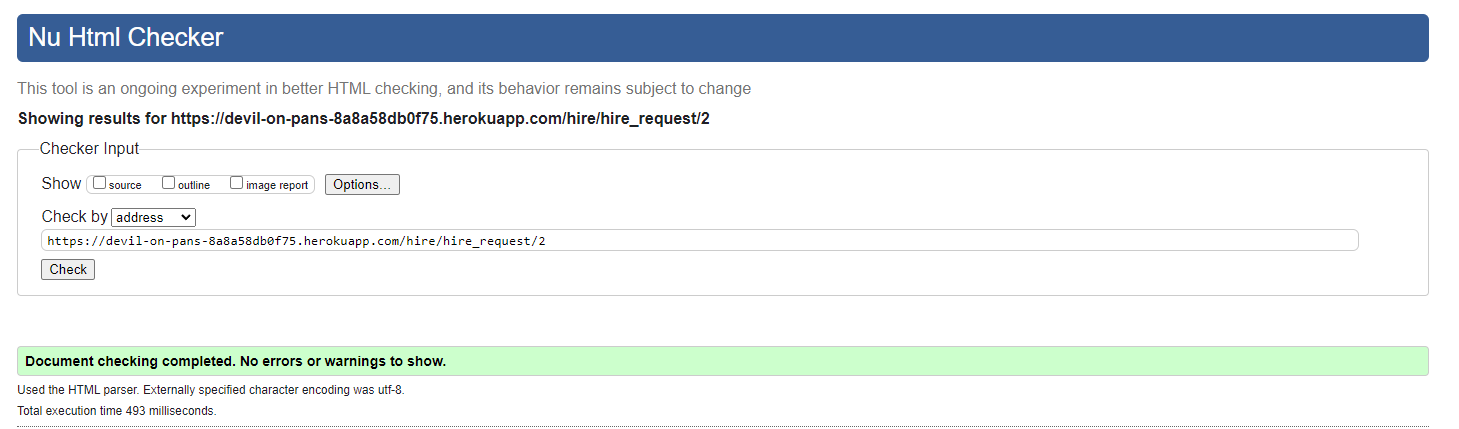 Nu Html Checker
This tool is an ongoing experiment in better HTML checking, and its behavior remains subject to change
Showing results for https://devil-on-pans-8a8a58db0f75.herokuapp.com/hire/hire_request/2
Checker Input
Show source outline image report Options...
Check by address
https://devil-on-pans-8a8a58db0f75.herokuapp.com/hire/hire_request/2
Check
Document checking completed. No errors or warnings to show.
Used the HTML parser. Externally specified character encoding was utf-8.
Total execution time 493 milliseconds.